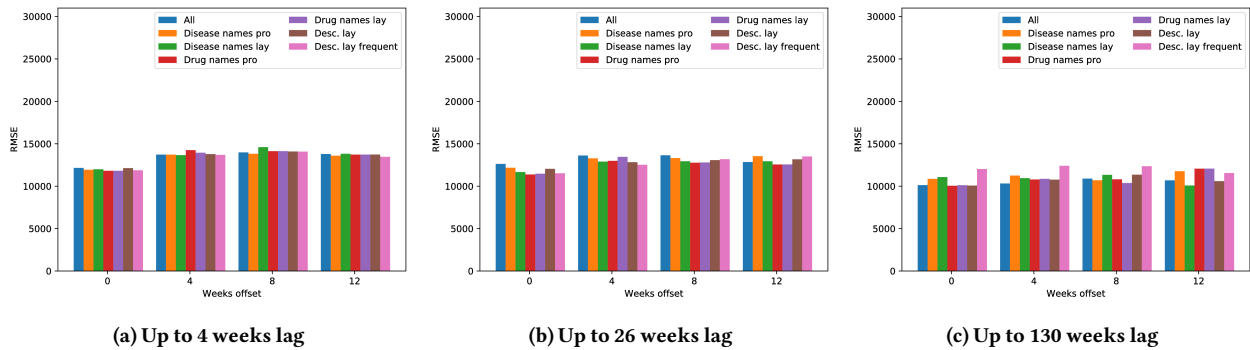 30000
25000
20000
15000
10000
5000
0
RMSE
All
Disease names pro
Disease names lay
Drug names pro
Drug names lay
Desc. lay
Desc. lay frequent
0 4 8 12
Weeks offset
(a) Up to 4 weeks lag
30000
25000
20000
15000
10000
5000
0
RMSE
All
Disease names pro
Disease names lay
Drug names pro
Drug names lay
Desc. lay
Desc. lay frequent
0 4 8 12
Weeks offset
(b) Up to 26 weeks lag
30000
25000
20000
15000
10000
5000
0
RMSE
All
Disease names pro
Disease names lay
Drug names pro
Drug names lay
Desc. lay
Desc. lay frequent
0 4 8 12
Weeks offset
(c) Up to 130 weeks lag